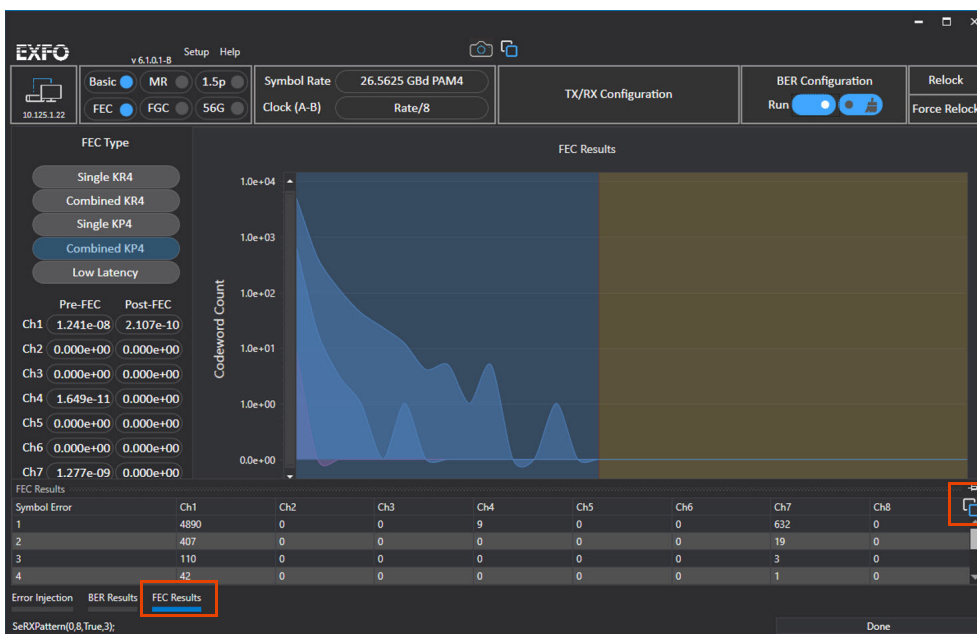 EXFO
v 6.1.0.1-B
Setup Help
10.125.1.22
Basic MR 1.5p
FEC FGC 56G
Symbol Rate 26.5625 GBd PAM4
Clock (A-B) Rate/8
TX/RX Configuration
BER Configuration
Run
Relock
Force Relock
FEC Type
Single KR4
Combined KR4
Single KP4
Combined KP4
Low Latency
Pre-FEC Post-FEC
Ch1 1.241e-08 2.107e-10
Ch2 0.000e+00 0.000e+00
Ch3 0.000e+00 0.000e+00
Ch4 1.649e-11 0.000e+00
Ch5 0.000e+00 0.000e+00
Ch6 0.000e+00 0.000e+00
Ch7 1.277e-09 0.000e+00
FEC Results
Codeword Count
1.0e+04
1.0e+03
1.0e+02
1.0e+01
1.0e+00
0.0e+00
FEC Results
Symbol Error Ch1 Ch2 Ch3 Ch4 Ch5 Ch6 Ch7 Ch8
1 4890 0 0 9 0 0 632 0
2 407 0 0 0 0 0 19 0
3 110 0 0 0 0 0 3 0
4 42 0 0 0 0 0 1 0
Error Injection BER Results FEC Results
SeRXPattern(0,8,True,3); Done